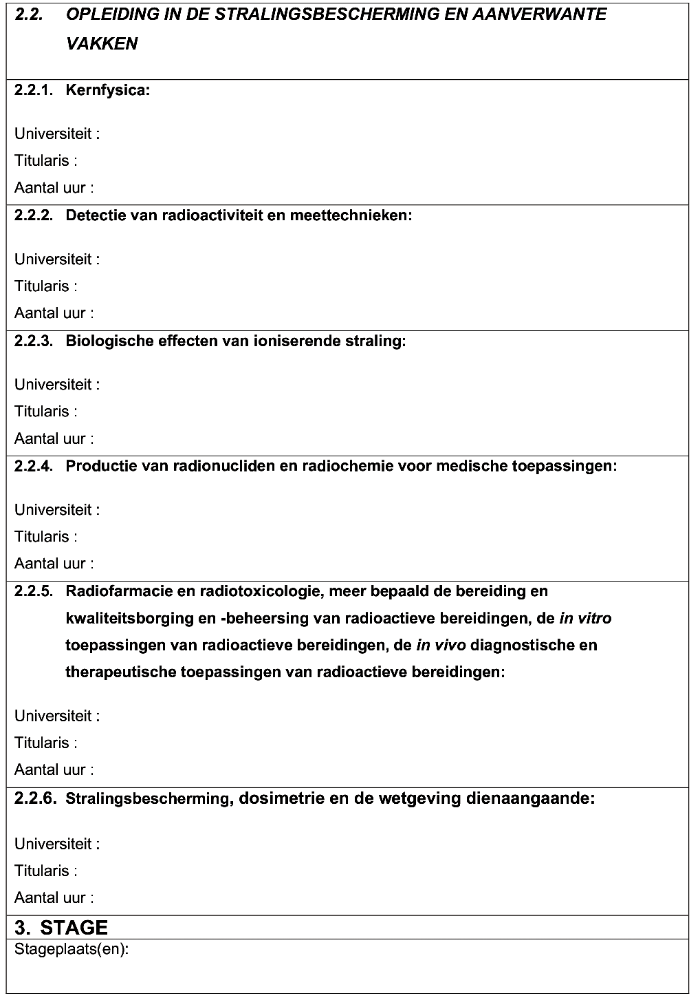 2.2. OPLEIDING IN DE STRALINGSBESCHERMING EN AANVERWANTE
VAKKEN
2.2.1. Kernfysica:
Universiteit :
Titularis :
Aantal uur :
2.2.2. Detectie van radioactiviteit en meettechnieken:
Universiteit :
Titularis :
Aantal uur :
2.2.3. Biologische effecten van ioniserende straling:
Universiteit :
Titularis :
Aantal uur :
2.2.4. Productie van radionucliden en radiochemie voor medische toepassingen:
Universiteit :
Titularis :
Aantal uur :
2.2.5. Radiofarmacie en radiotoxicologie, meer bepaald de bereiding en
kwaliteitsborging en -beheersing van radioactieve bereidingen, de in vitro
toepassingen van radioactieve bereidingen, de in vivo diagnostische en
therapeutische toepassingen van radioactieve bereidingen:
Universiteit :
Titularis :
Aantal uur :
2.2.6. Stralingsbescherming, dosimetrie en de wetgeving dienaangaande:
Universiteit :
Titularis :
Aantal uur :
3. STAGE
Stageplaats(en):